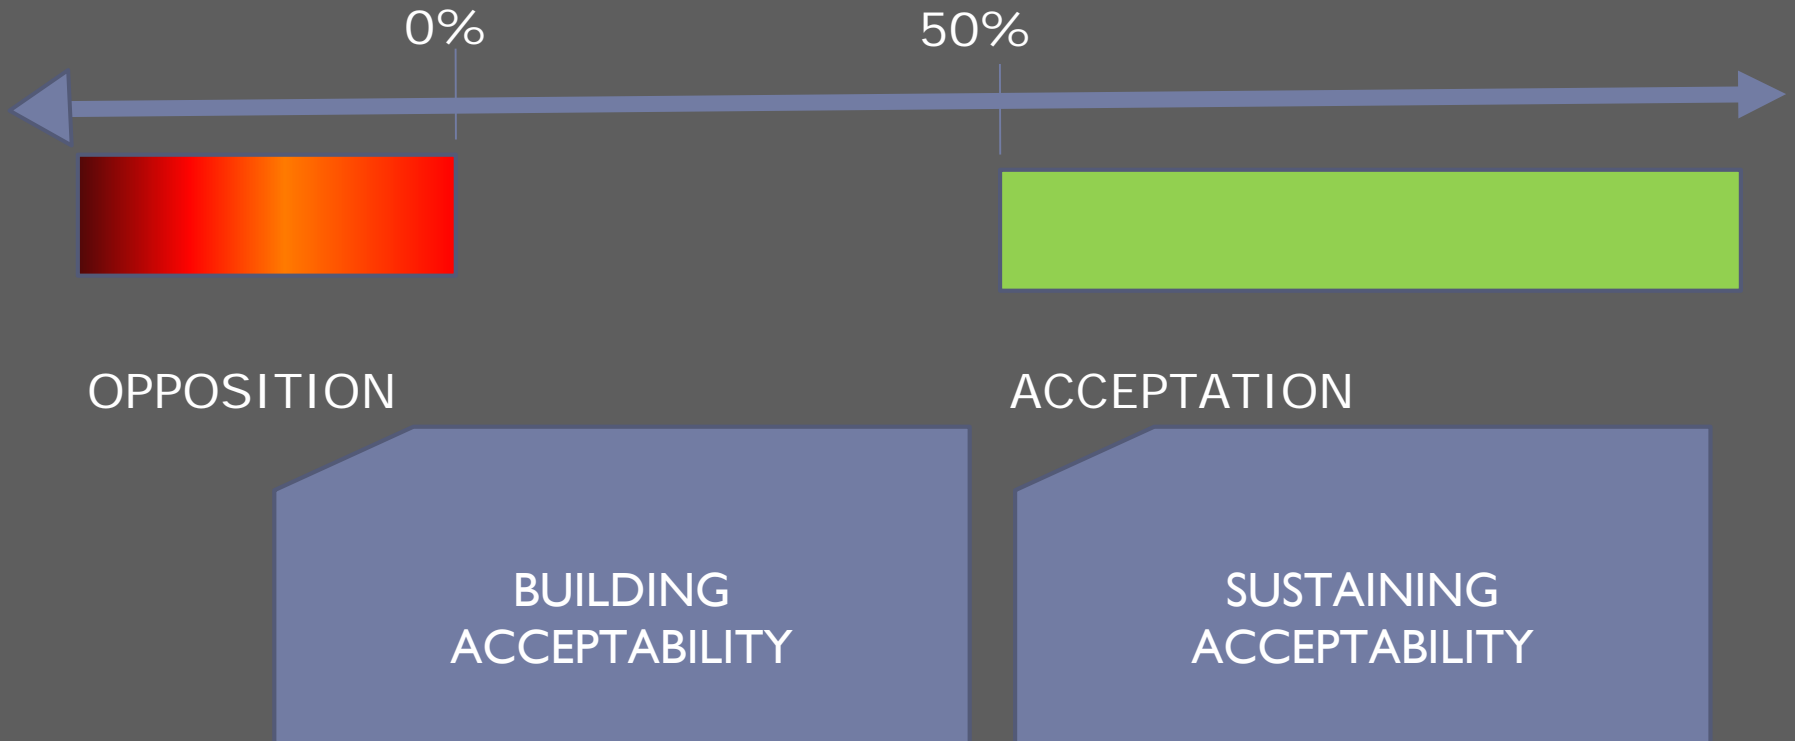 0%
50%
OPPOSITION
ACCEPTATION
BUILDING
ACCEPTABILITY
SUSTAINING
ACCEPTABILITY